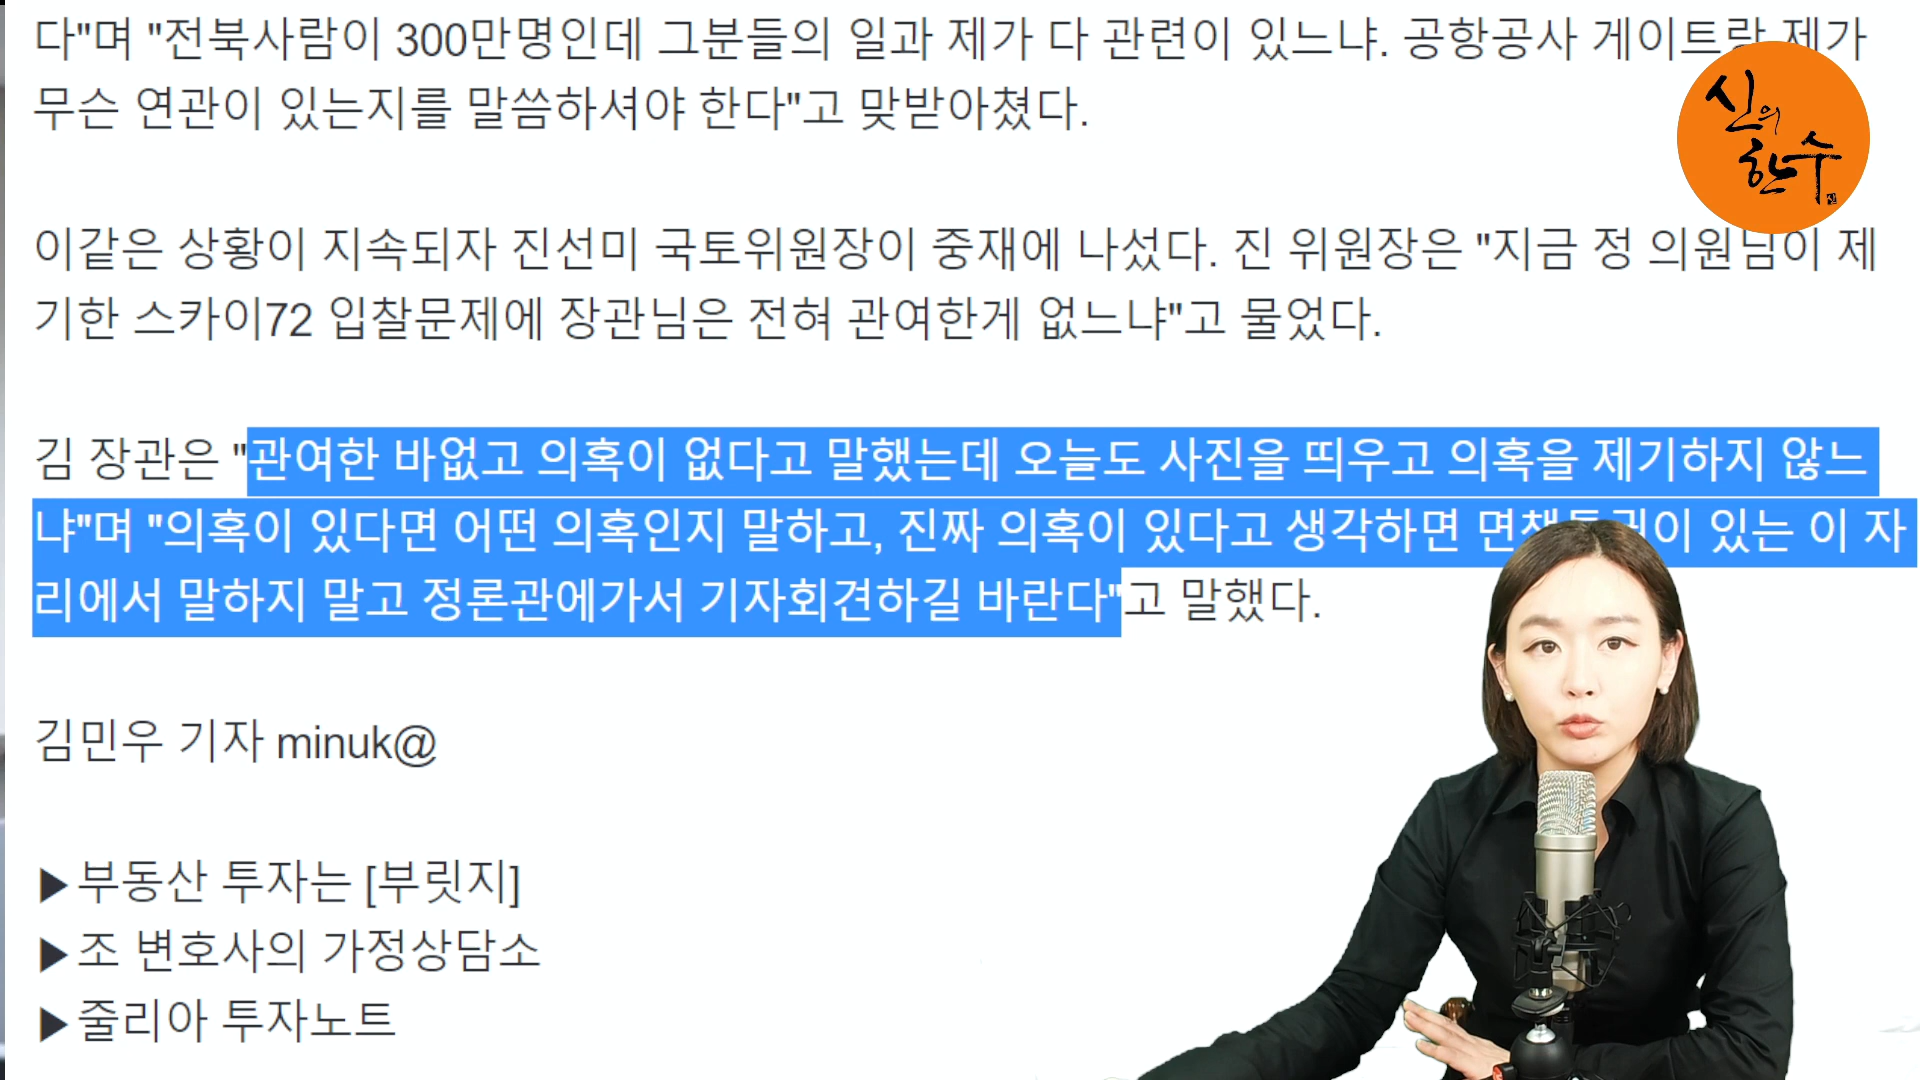 다"며 "전북사람이 300만명인데 그분들의 일과 제가 다 관련이 있느냐. 공항공사 게이트랑 제가
무슨 연관이 있는지를 말씀하셔야 한다"고 맞받아쳤다.
신의
한수
이같은 상황이 지속되자 진선미 국토위원장이 중재에 나섰다. 진 위원장은 "지금 정 의원님이 제
기한 스카이72 입찰문제에 장관님은 전혀 관여한게 없느냐"고 물었다.
김 장관은 "관여한 바없고 의혹이 없다고 말했는데 오늘도 사진을 띄우고 의혹을 제기하지 않느
냐"며 "의혹이 있다면 어떤 의혹인지 말하고, 진짜 의혹이 있다고 생각하면 면책특권이 있는 이 자
리에서 말하지 말고 정론관에가서 기자회견하길 바란다"고 말했다.
김민우 기자 minuk@
▶부동산 투자는 [부릿지]
▶조 변호사의 가정상담소
▶줄리아 투자노트